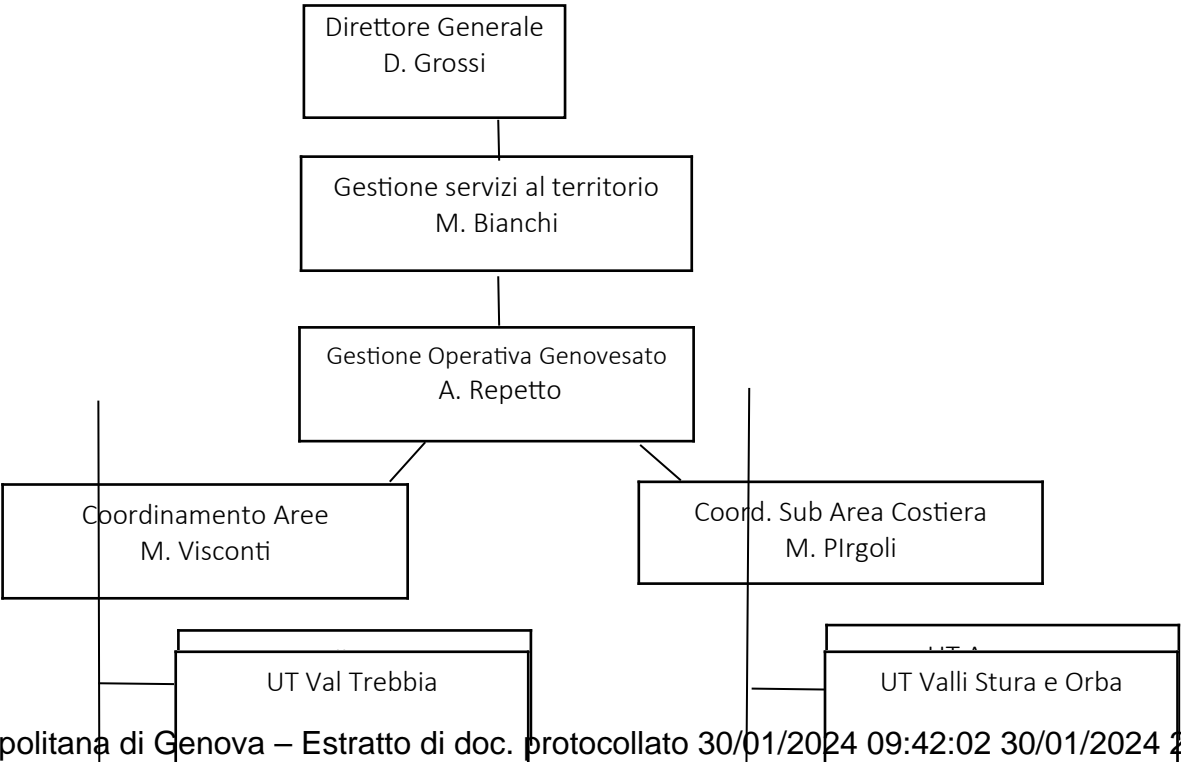 Direttore Generale
D. Grossi
Gestione servizi al territorio
M. Bianchi
Gestione Operativa Genovesato
A. Repetto
Coordinamento Aree
M. Visconti
Coord. Sub Area Costiera
M. PIrgoli
UT Val Trebbia
UT Valli Stura e Orba
politana di Genova – Estratto di doc. protocollato 30/01/2024 09:42:02 30/01/2024